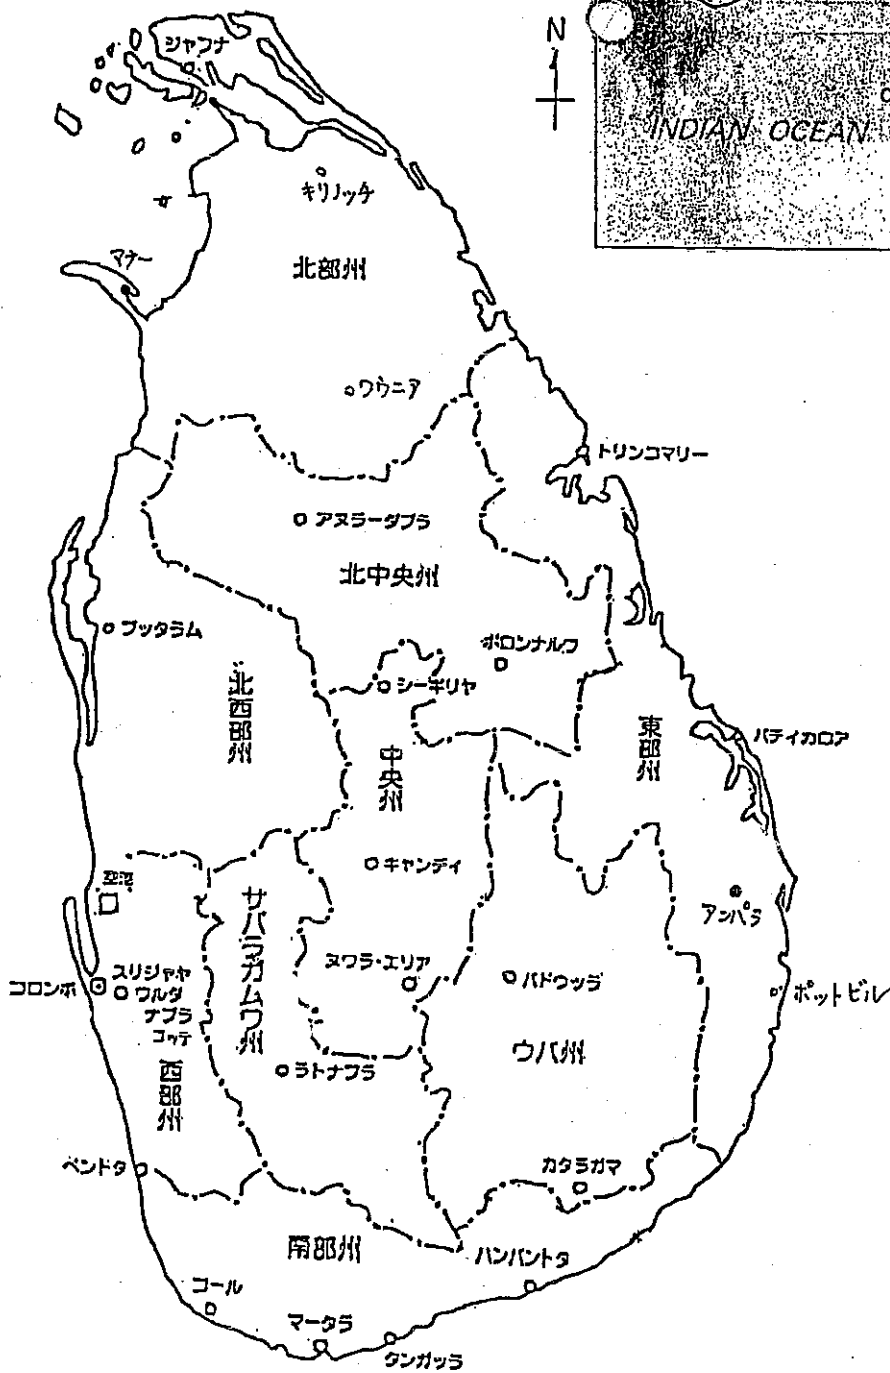 ジャフナ
N
INDIAN OCEAN
キリノッチ
マナー
北部州
ワウニア
トリンコマリー
アヌラーダプラ
北中央州
プッタラム
ポロンナルワ
シーギリヤ
北西部州
東部州
バティカロア
中央州
キャンディ
空港
サバラガムワ州
アンパラ
ヌワラ・エリア
バドゥッラ
コロンボ
スリジャヤ
ワルダ
ナプラ
コッテ
ポットビル
ウバ州
西部州
ラトナプラ
ベントタ
カタラガマ
南部州
ハンバントタ
ゴール
マータラ
タンガッラ